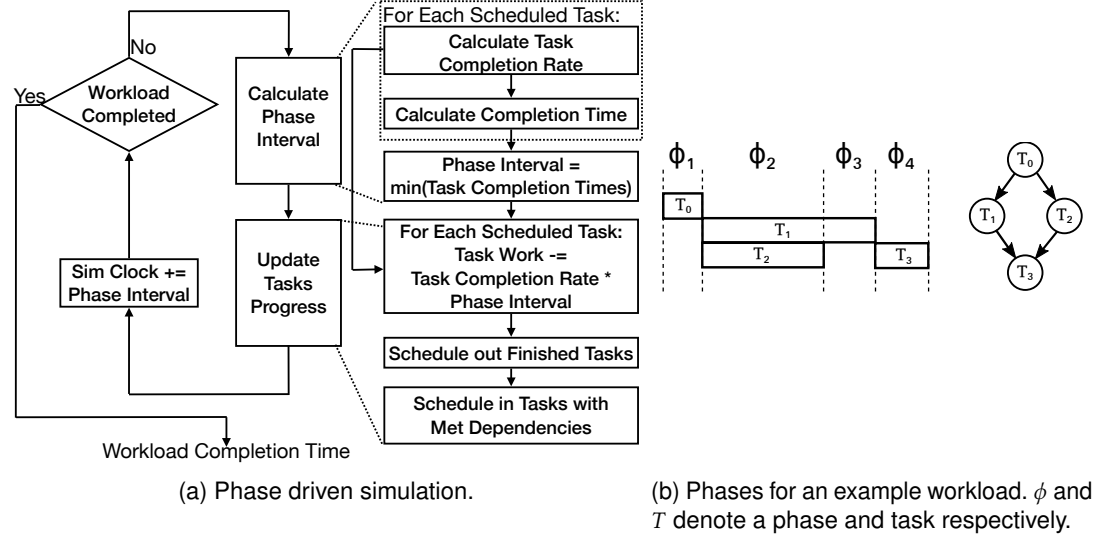 For Each Scheduled Task:
No
Calculate Task
Completion Rate
Yes
Workload
Completed
Calculate
Phase
Interval
Calculate Completion Time
Phase Interval =
min(Task Completion Times)
For Each Scheduled Task:
Task Work -=
Task Completion Rate *
Phase Interval
Update
Tasks
Progress
Sim Clock +=
Phase Interval
Schedule out Finished Tasks
Schedule in Tasks with
Met Dependencies
Workload Completion Time
(a) Phase driven simulation.
ϕ₁ ϕ₂ ϕ₃ ϕ₄
T₀
T₁
T₂
T₃
T₀
T₁
T₂
T₃
(b) Phases for an example workload. ϕ and
T denote a phase and task respectively.